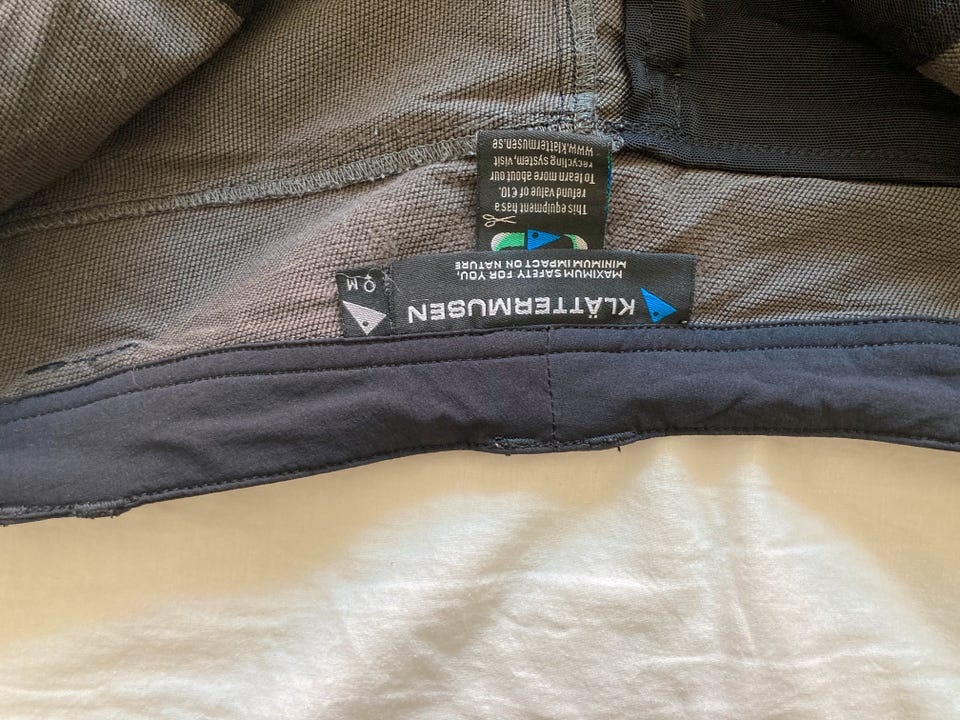 KLÄTTERMUSEN
MAXIMUM SAFETY FOR YOU,
MINIMUM IMPACT ON NATURE
♀ M
This equipment has a
refund value of €10.
To learn more about our
recycling system, visit
www.klattermusen.se